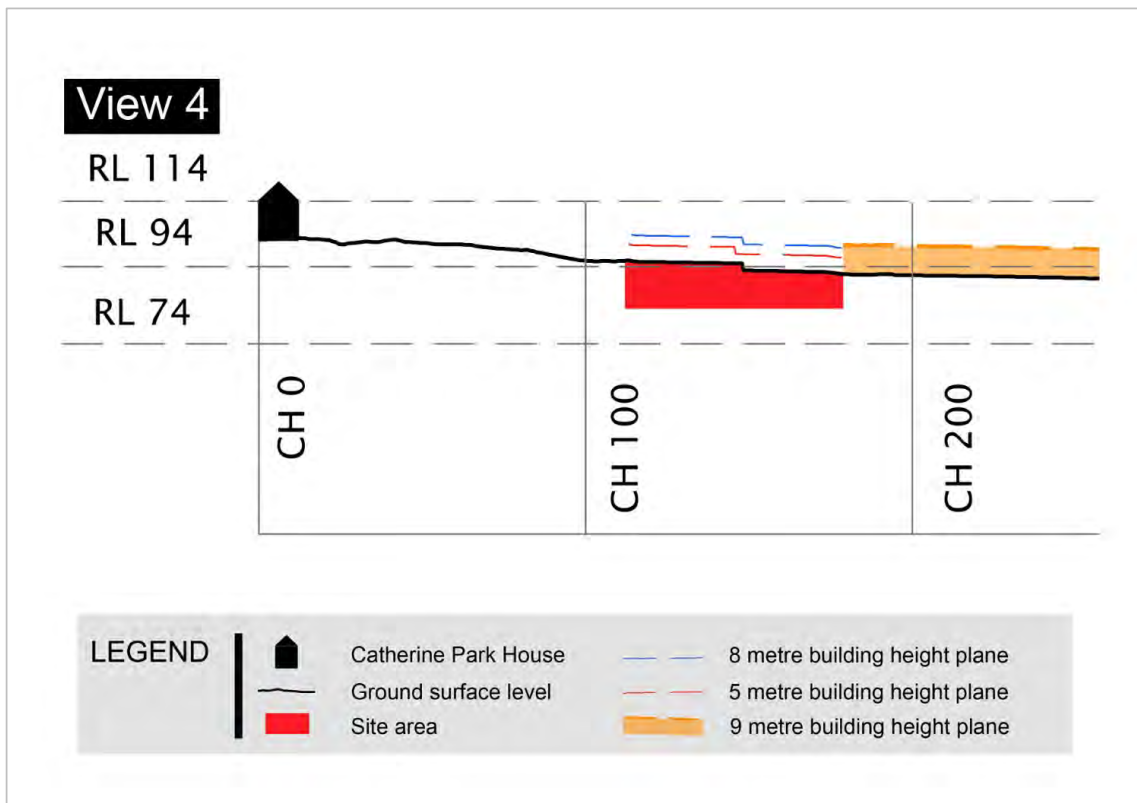 View 4
RL 114
RL 94
RL 74
CH 0
CH 100
CH 200
LEGEND
Catherine Park House
Ground surface level
Site area
8 metre building height plane
5 metre building height plane
9 metre building height plane